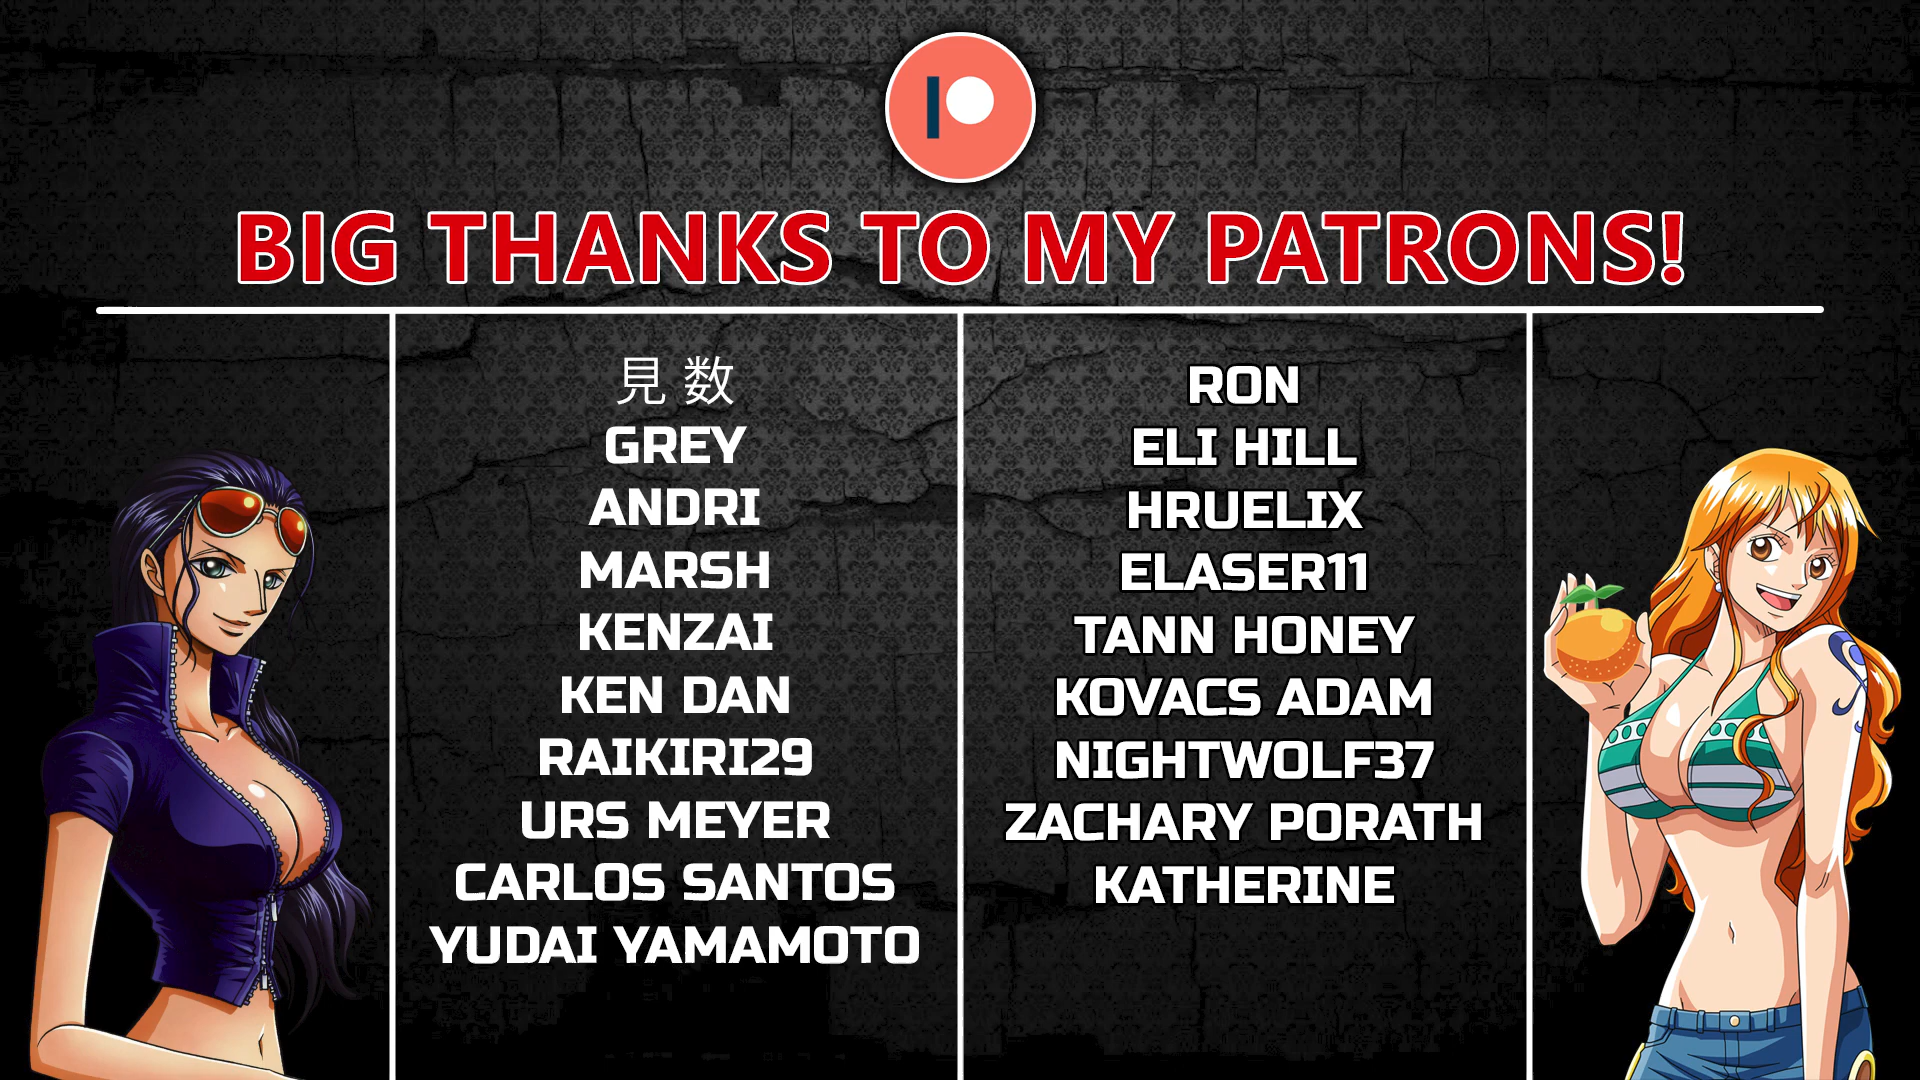 BIG THANKS TO MY PATRONS!
見 数
GREY
ANDRI
MARSH
KENZAI
KEN DAN
RAIKIRI29
URS MEYER
CARLOS SANTOS
YUDAI YAMAMOTO
RON
ELI HILL
HRUELIX
ELASER11
TANN HONEY
KOVACS ADAM
NIGHTWOLF37
ZACHARY PORATH
KATHERINE